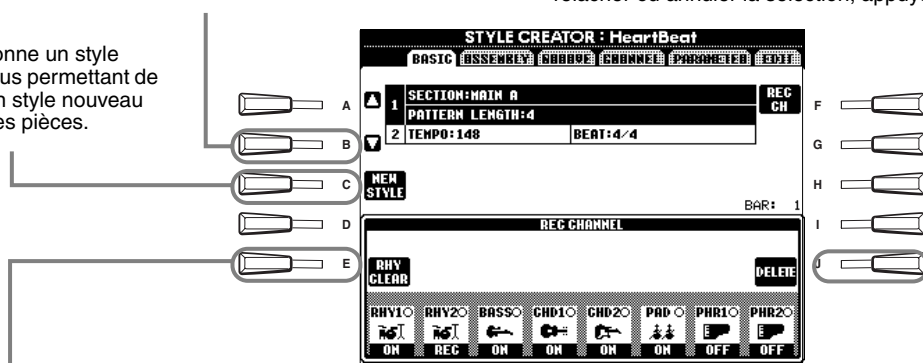 relâcher ou annuler la sélection, appuy
onne un style
us permettant de
n style nouveau
es pièces.
STYLE CREATOR : HeartBeat
BASIC ASSEMBLY GROOVE CHANNEL PARAMETER EDIT
A 1 SECTION:MAIN A REC CH F
PATTERN LENGTH:4
B 2 TEMPO:148 BEAT:4/4 G
C NEW STYLE H
BAR: 1
D REC CHANNEL I
E RHY CLEAR DELETE J
RHY1 RHY2 BASS CHD1 CHD2 PAD PHR1 PHR2
ON REC ON ON ON ON OFF OFF